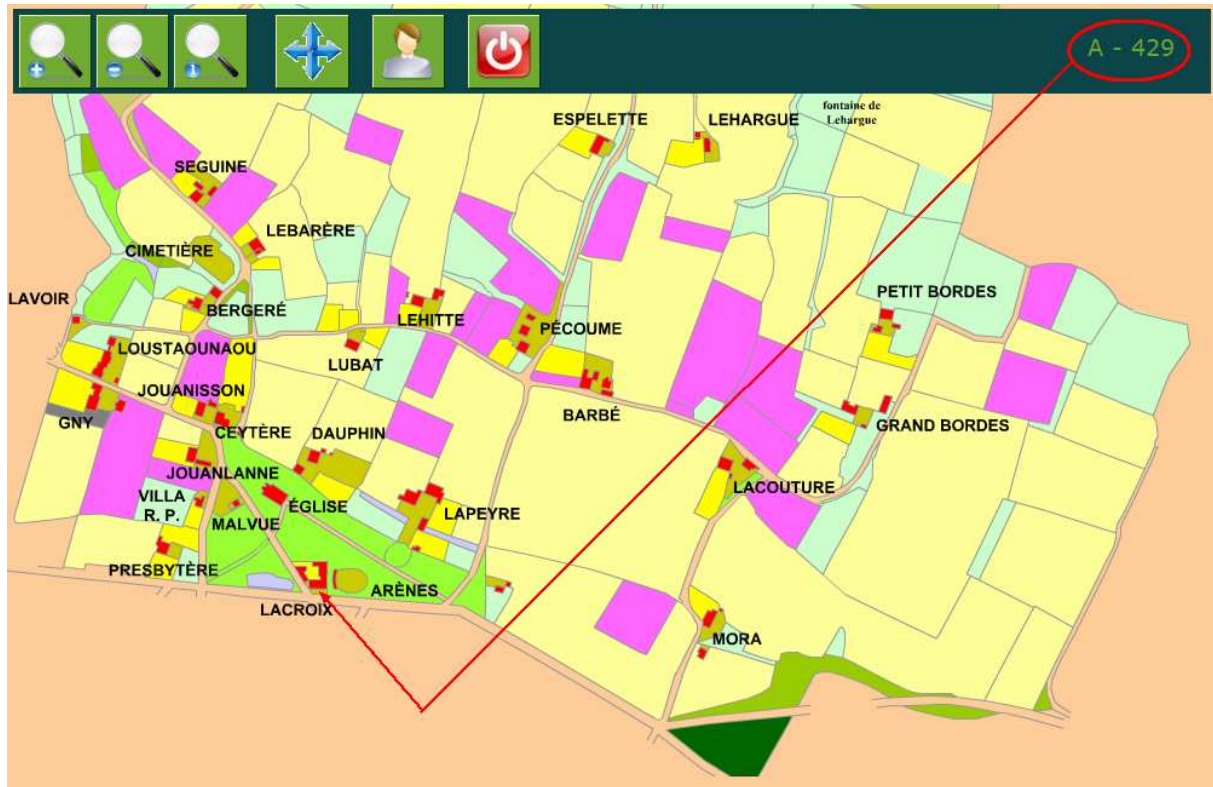 A - 429
fontaine de
Lehargue
ESPELETTE
LEHARGUE
SEGUINE
LEBARÈRE
CIMETIÈRE
LAVOIR
BERGERÉ
PETIT BORDES
LEHITTE
PÉCOUME
LOUSTAOUNAOU
LUBAT
JOUANISSON
BARBÉ
GNY
CEYTÈRE
DAUPHIN
GRAND BORDES
JOUANLANNE
LACOUTURE
VILLA
R. P.
ÉGLISE
LAPEYRE
MALVUE
PRESBYTÈRE
ARÈNES
LACROIX
MORA